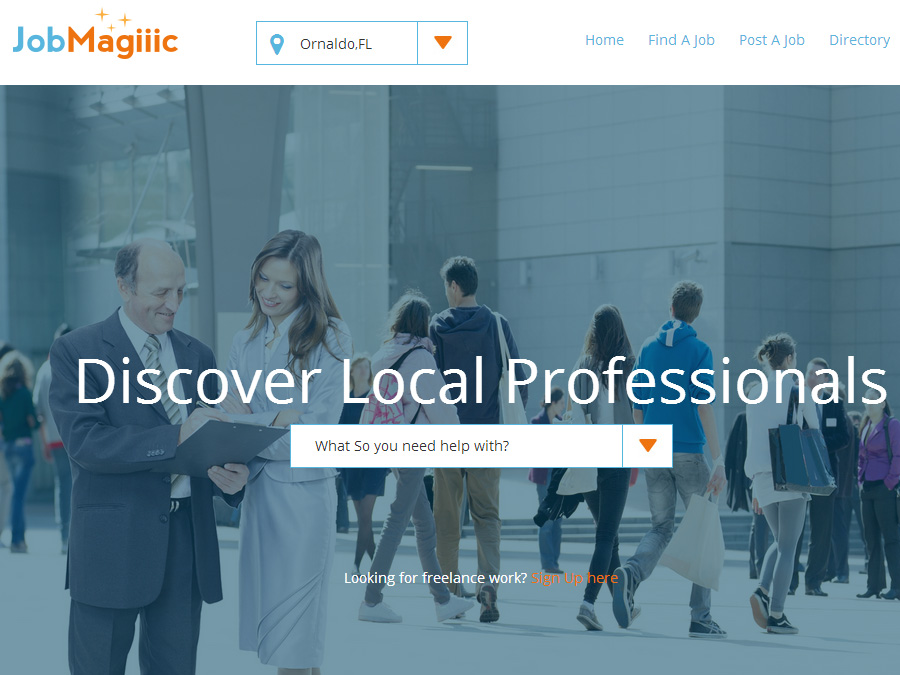 JobMagiiic
Ornaldo,FL
Home Find A Job Post A Job Directory
Discover Local Professionals
What So you need help with?
Looking for freelance work? Sign Up here